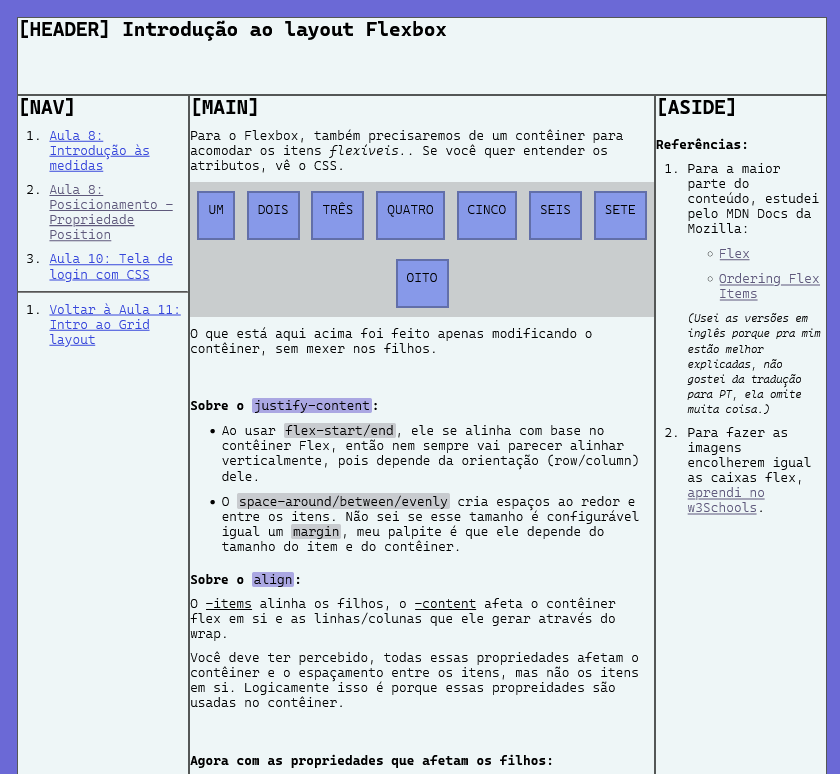 [HEADER] Introdução ao layout Flexbox
[NAV]
1. Aula 8:
Introdução às
medidas
2. Aula 8:
Posicionamento –
Propriedade
Position
3. Aula 10: Tela de
login com CSS
1. Voltar à Aula 11:
Intro ao Grid
layout
[MAIN]
Para o Flexbox, também precisaremos de um contêiner para
acomodar os itens flexíveis.. Se você quer entender os
atributos, vê o CSS.
UM DOIS TRÊS QUATRO CINCO SEIS SETE
OITO
O que está aqui acima foi feito apenas modificando o
contêiner, sem mexer nos filhos.
Sobre o justify-content:
• Ao usar flex-start/end, ele se alinha com base no
contêiner Flex, então nem sempre vai parecer alinhar
verticalmente, pois depende da orientação (row/column)
dele.
• O space-around/between/evenly cria espaços ao redor e
entre os itens. Não sei se esse tamanho é configurável
igual um margin, meu palpite é que ele depende do
tamanho do item e do contêiner.
Sobre o align:
O -items alinha os filhos, o -content afeta o contêiner
flex em si e as linhas/colunas que ele gerar através do
wrap.
Você deve ter percebido, todas essas propriedades afetam o
contêiner e o espaçamento entre os itens, mas não os itens
em si. Logicamente isso é porque essas propreidades são
usadas no contêiner.
Agora com as propriedades que afetam os filhos:
[ASIDE]
Referências:
1. Para a maior
parte do
conteúdo, estudei
pelo MDN Docs da
Mozilla:
○ Flex
○ Ordering Flex
Items
(Usei as versões em
inglês porque pra mim
estão melhor
explicadas, não
gostei da tradução
para PT, ela omite
muita coisa.)
2. Para fazer as
imagens
encolherem igual
as caixas flex,
aprendi no
w3Schools.